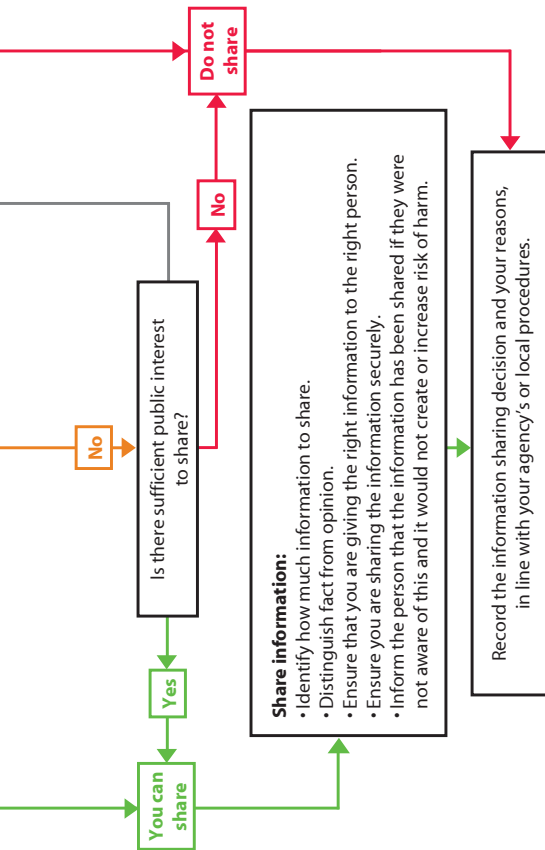 No
Is there sufficient public interest
to share?
Yes
No
You can
share
Do not
share
Share information:
• Identify how much information to share.
• Distinguish fact from opinion.
• Ensure that you are giving the right information to the right person.
• Ensure you are sharing the information securely.
• Inform the person that the information has been shared if they were
not aware of this and it would not create or increase risk of harm.
Record the information sharing decision and your reasons,
in line with your agency's or local procedures.